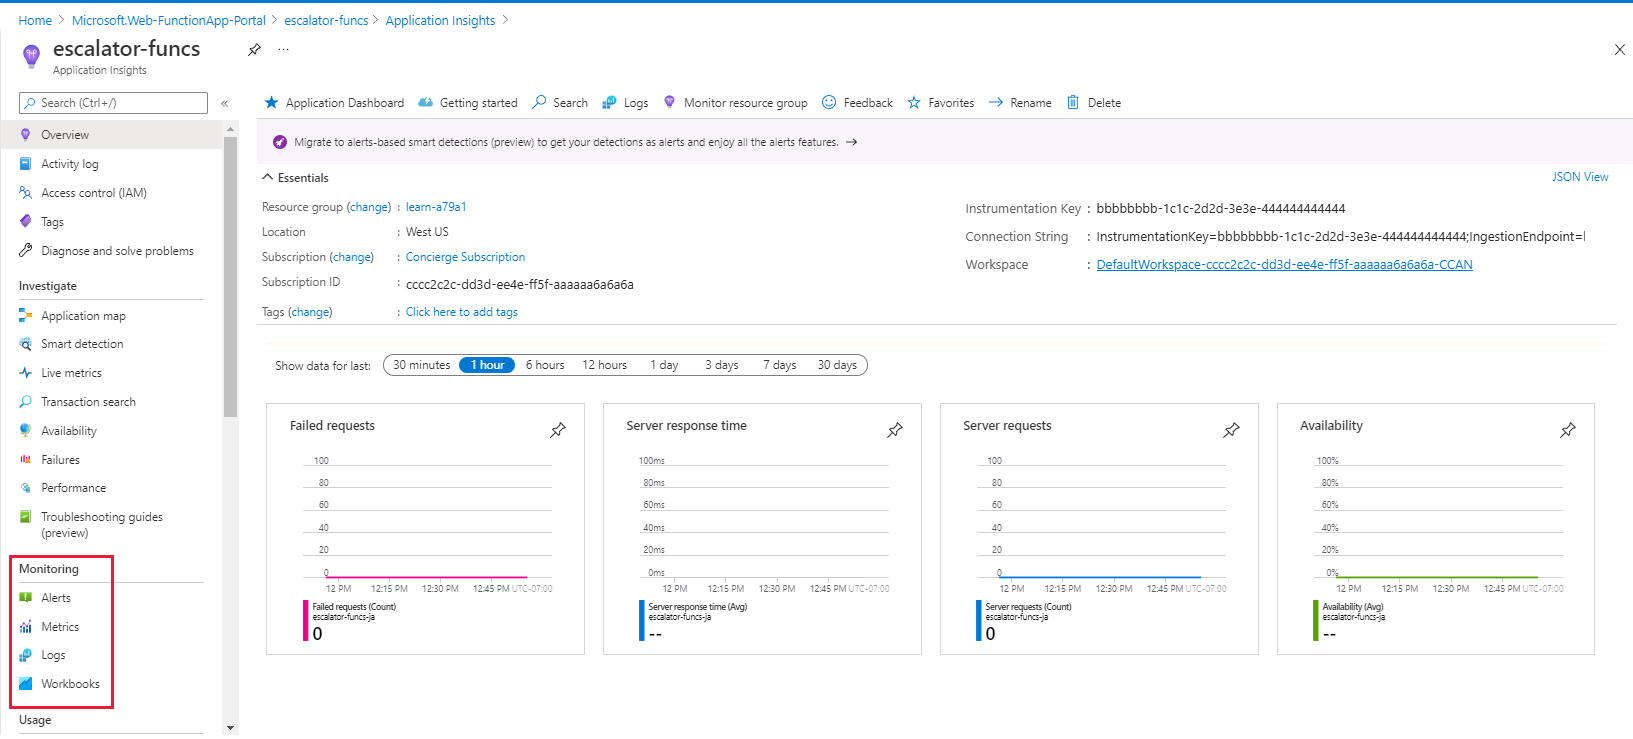 Home > Microsoft.Web-FunctionApp-Portal > escalator-funcs > Application Insights >
escalator-funcs
...
Application Insights
Search (Ctrl+/)
«
Application Dashboard Getting started Search Logs Monitor resource group Feedback Favorites Rename Delete
Overview
Activity log
Access control (IAM)
Tags
Diagnose and solve problems
Investigate
Application map
Smart detection
Live metrics
Transaction search
Availability
Failures
Performance
Troubleshooting guides
(preview)
Monitoring
Alerts
Metrics
Logs
Workbooks
Usage
Migrate to alerts-based smart detections (preview) to get your detections as alerts and enjoy all the alerts features. →
Essentials
JSON View
Resource group (change) : learn-a79a1
Location : West US
Subscription (change) : Concierge Subscription
Subscription ID : cccc2c2c-dd3d-ee4e-ff5f-aaaaaa6a6a6a
Tags (change) : Click here to add tags
Instrumentation Key : bbbbbbbb-1c1c-2d2d-3e3e-444444444444
Connection String : InstrumentationKey=bbbbbbbb-1c1c-2d2d-3e3e-444444444444;IngestionEndpoint=
Workspace : DefaultWorkspace-cccc2c2c-dd3d-ee4e-ff5f-aaaaaa6a6a6a-CCAN
Show data for last: 30 minutes 1 hour 6 hours 12 hours 1 day 3 days 7 days 30 days
Failed requests
100
80
60
40
20
0
12 PM 12:15 PM 12:30 PM 12:45 PM UTC-07:00
Failed requests (Count)
escalator-funcs-ja
0
Server response time
100ms
80ms
60ms
40ms
20ms
0ms
12 PM 12:15 PM 12:30 PM 12:45 PM UTC-07:00
Server response time (Avg)
escalator-funcs-ja
--
Server requests
100
80
60
40
20
0
12 PM 12:15 PM 12:30 PM 12:45 PM UTC-07:00
Server requests (Count)
escalator-funcs-ja
0
Availability
100%
80%
60%
40%
20%
0%
12 PM 12:15 PM 12:30 PM 12:45 PM UTC-07:00
Availability (Avg)
escalator-funcs-ja
--